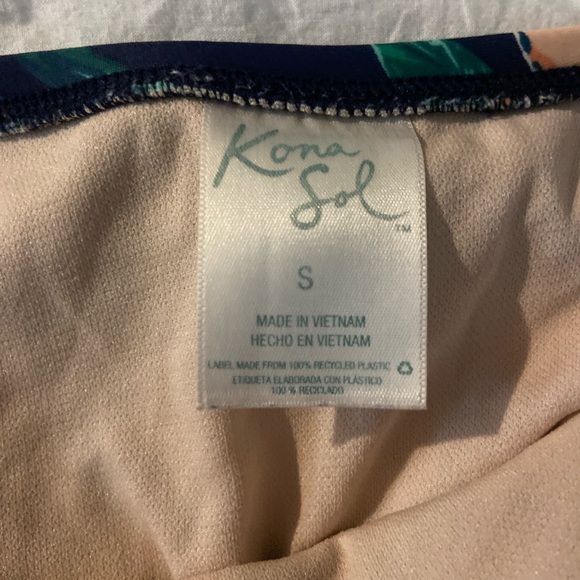 Kona
Sol
TM
S
MADE IN VIETNAM
HECHO EN VIETNAM
LABEL MADE FROM 100% RECYCLED PLASTIC
ETIQUETA ELABORADA CON PLÁSTICO
100 % RECICLADO